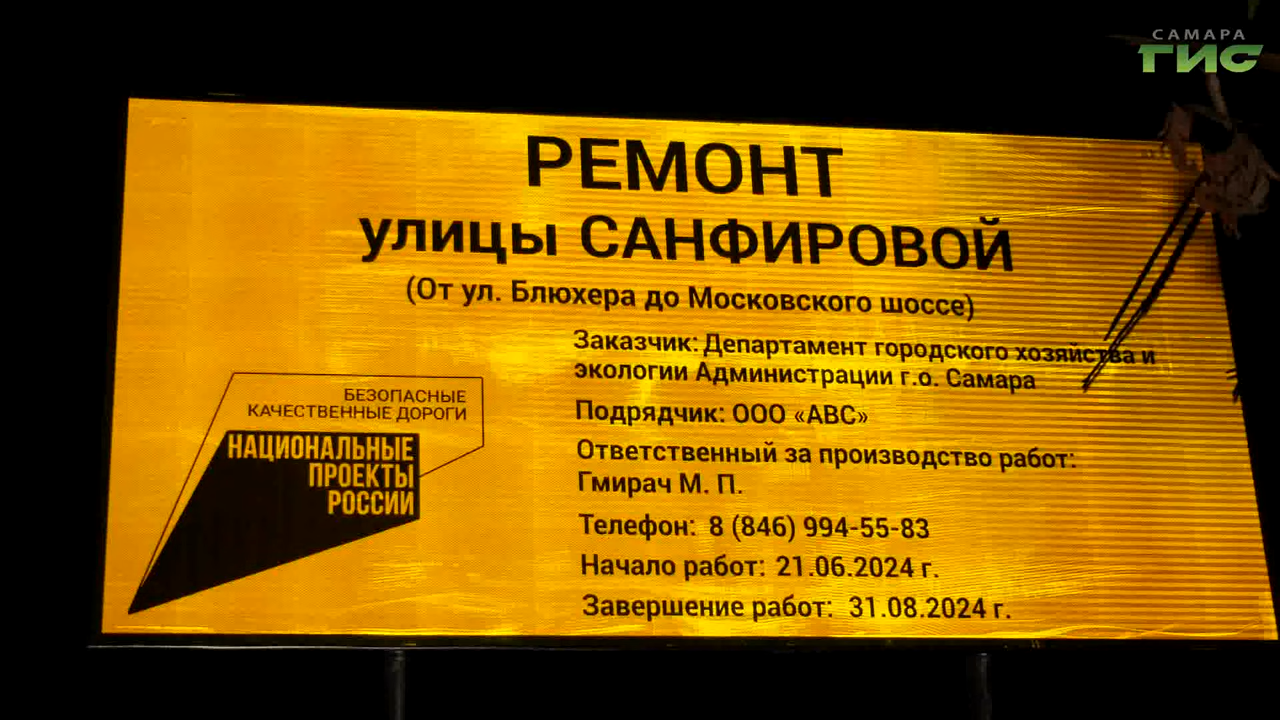 САМАРА
ГИС
РЕМОНТ
улицы САНФИРОВОЙ
(От ул. Блюхера до Московского шоссе)
Заказчик: Департамент городского хозяйства и
экологии Администрации г.о. Самара
Подрядчик: ООО «АВС»
Ответственный за производство работ:
Гмирач М. П.
Телефон: 8 (846) 994-55-83
Начало работ: 21.06.2024 г.
Завершение работ: 31.08.2024 г.
БЕЗОПАСНЫЕ
КАЧЕСТВЕННЫЕ ДОРОГИ
НАЦИОНАЛЬНЫЕ
ПРОЕКТЫ
РОССИИ